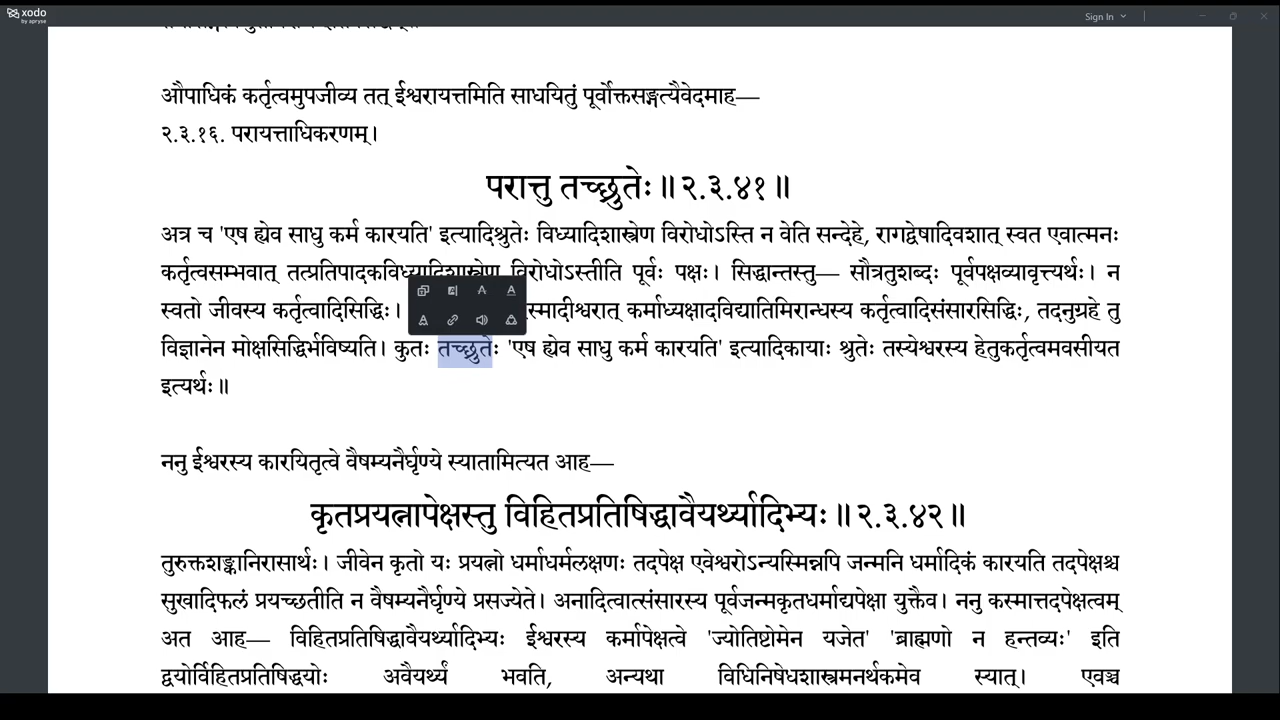 xodo
by apryse
Sign In
औपाधिकं कर्तृत्वमुपजीव्य तत् ईश्वरायत्तमिति साधयितुं पूर्वोक्तसङ्गत्यैवेदमाह—
२.३.१६. परायत्ताधिकरणम्।
परात्तु तच्छ्रुतेः॥२.३.४१॥
अत्र च 'एष ह्येव साधु कर्म कारयति' इत्यादिश्रुतेः विध्यादिशास्त्रेण विरोधोऽस्ति न वेति सन्देहे, रागद्वेषादिवशात् स्वत एवात्मनः
कर्तृत्वसम्भवात् तत्प्रतिपादकविध्यादिशास्त्रेण विरोधोऽस्तीति पूर्वः पक्षः। सिद्धान्तस्तु— सौत्रतुशब्दः पूर्वपक्षव्यावृत्त्यर्थः। न
स्वतो जीवस्य कर्तृत्वादिसिद्धिः। स्मादीश्वरात् कर्माध्यक्षादविद्यातिमिरान्धस्य कर्तृत्वादिसंसारसिद्धिः, तदनुग्रहे तु
विज्ञानेन मोक्षसिद्धिर्भविष्यति। कुतः तच्छ्रुतेः 'एष ह्येव साधु कर्म कारयति' इत्यादिकायाः श्रुतेः तस्येश्वरस्य हेतुकर्तृत्वमवसीयत
इत्यर्थः॥
ननु ईश्वरस्य कारयितृत्वे वैषम्यनैर्घृण्ये स्यातामित्यत आह—
कृतप्रयत्नापेक्षस्तु विहितप्रतिषिद्धावैयर्थ्यादिभ्यः॥२.३.४२॥
तुरुक्तशङ्कानिरासार्थः। जीवेन कृतो यः प्रयत्नो धर्माधर्मलक्षणः तदपेक्ष एवेश्वरोऽन्यस्मिन्नपि जन्मनि धर्मादिकं कारयति तदपेक्षश्च
सुखादिफलं प्रयच्छतीति न वैषम्यनैर्घृण्ये प्रसज्येते। अनादित्वात्संसारस्य पूर्वजन्मकृतधर्माद्यपेक्षा युक्तैव। ननु कस्मात्तदपेक्षत्वम्
अत आह— विहितप्रतिषिद्धावैयर्थ्यादिभ्यः ईश्वरस्य कर्मापेक्षत्वे 'ज्योतिष्टोमेन यजेत' 'ब्राह्मणो न हन्तव्यः' इति
द्वयोर्विहितप्रतिषिद्धयोः अवैयर्थ्यं भवति, अन्यथा विधिनिषेधशास्त्रमनर्थकमेव स्यात्। एवञ्च